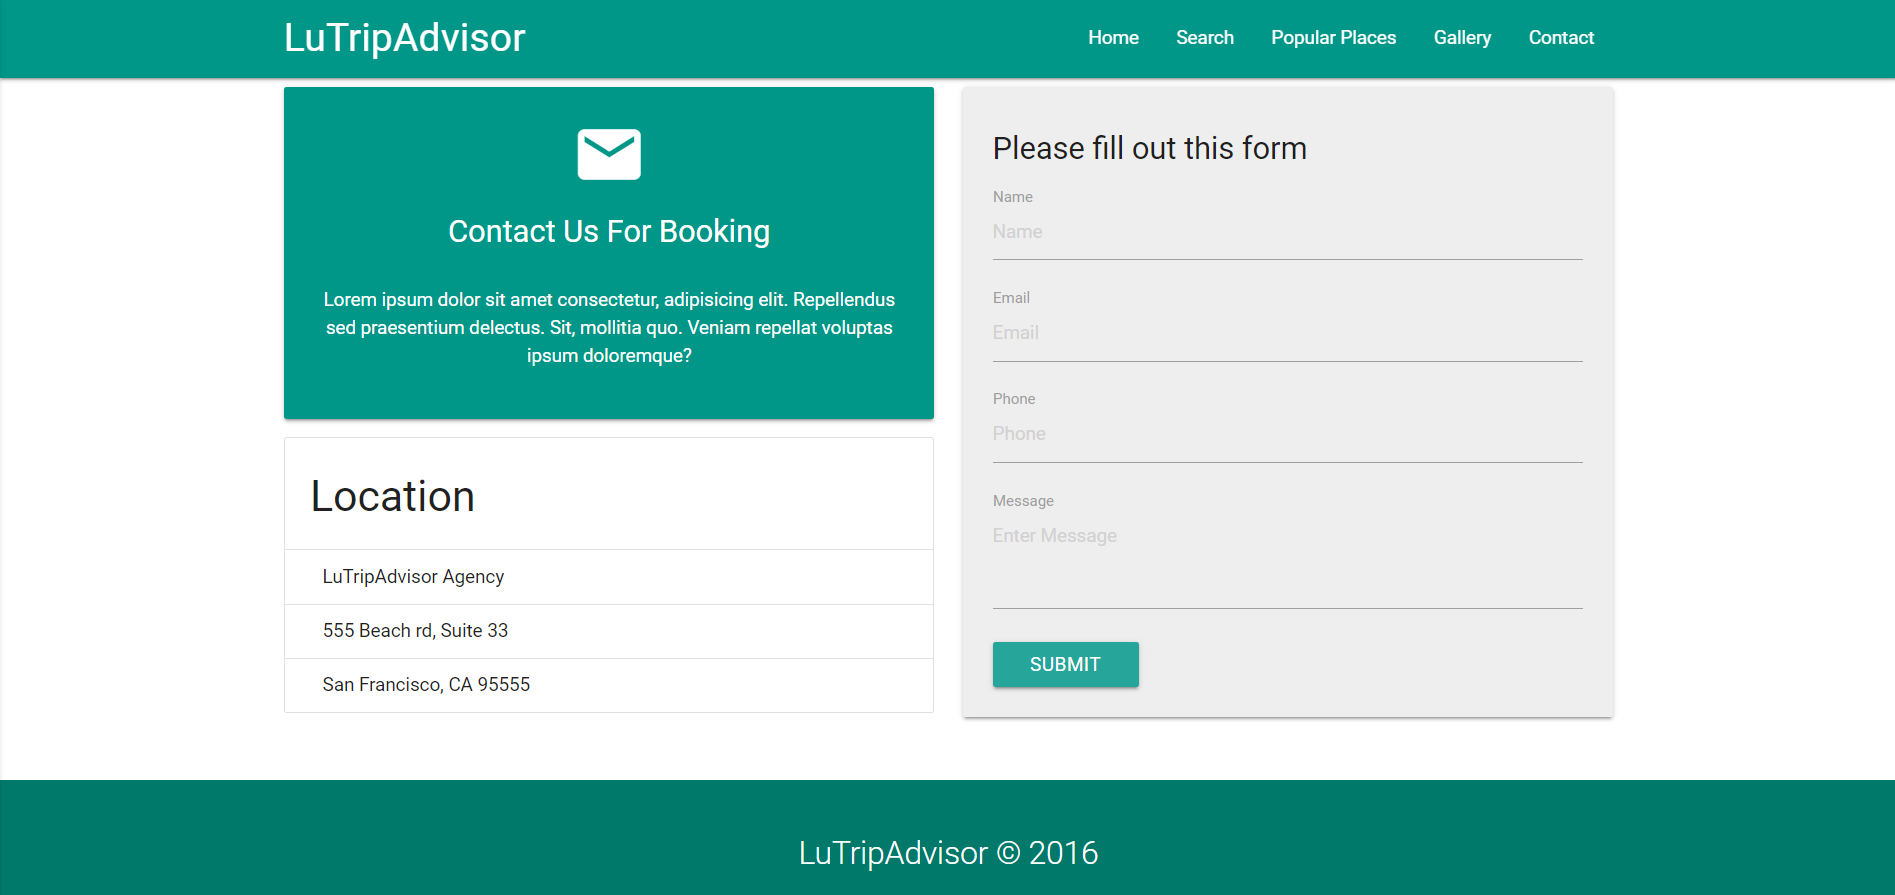 LuTripAdvisor
Home Search Popular Places Gallery Contact
Contact Us For Booking
Lorem ipsum dolor sit amet consectetur, adipisicing elit. Repellendus
sed praesentium delectus. Sit, mollitia quo. Veniam repellat voluptas
ipsum doloremque?
Location
LuTripAdvisor Agency
555 Beach rd, Suite 33
San Francisco, CA 95555
Please fill out this form
Name
Name
Email
Email
Phone
Phone
Message
Enter Message
SUBMIT
LuTripAdvisor © 2016